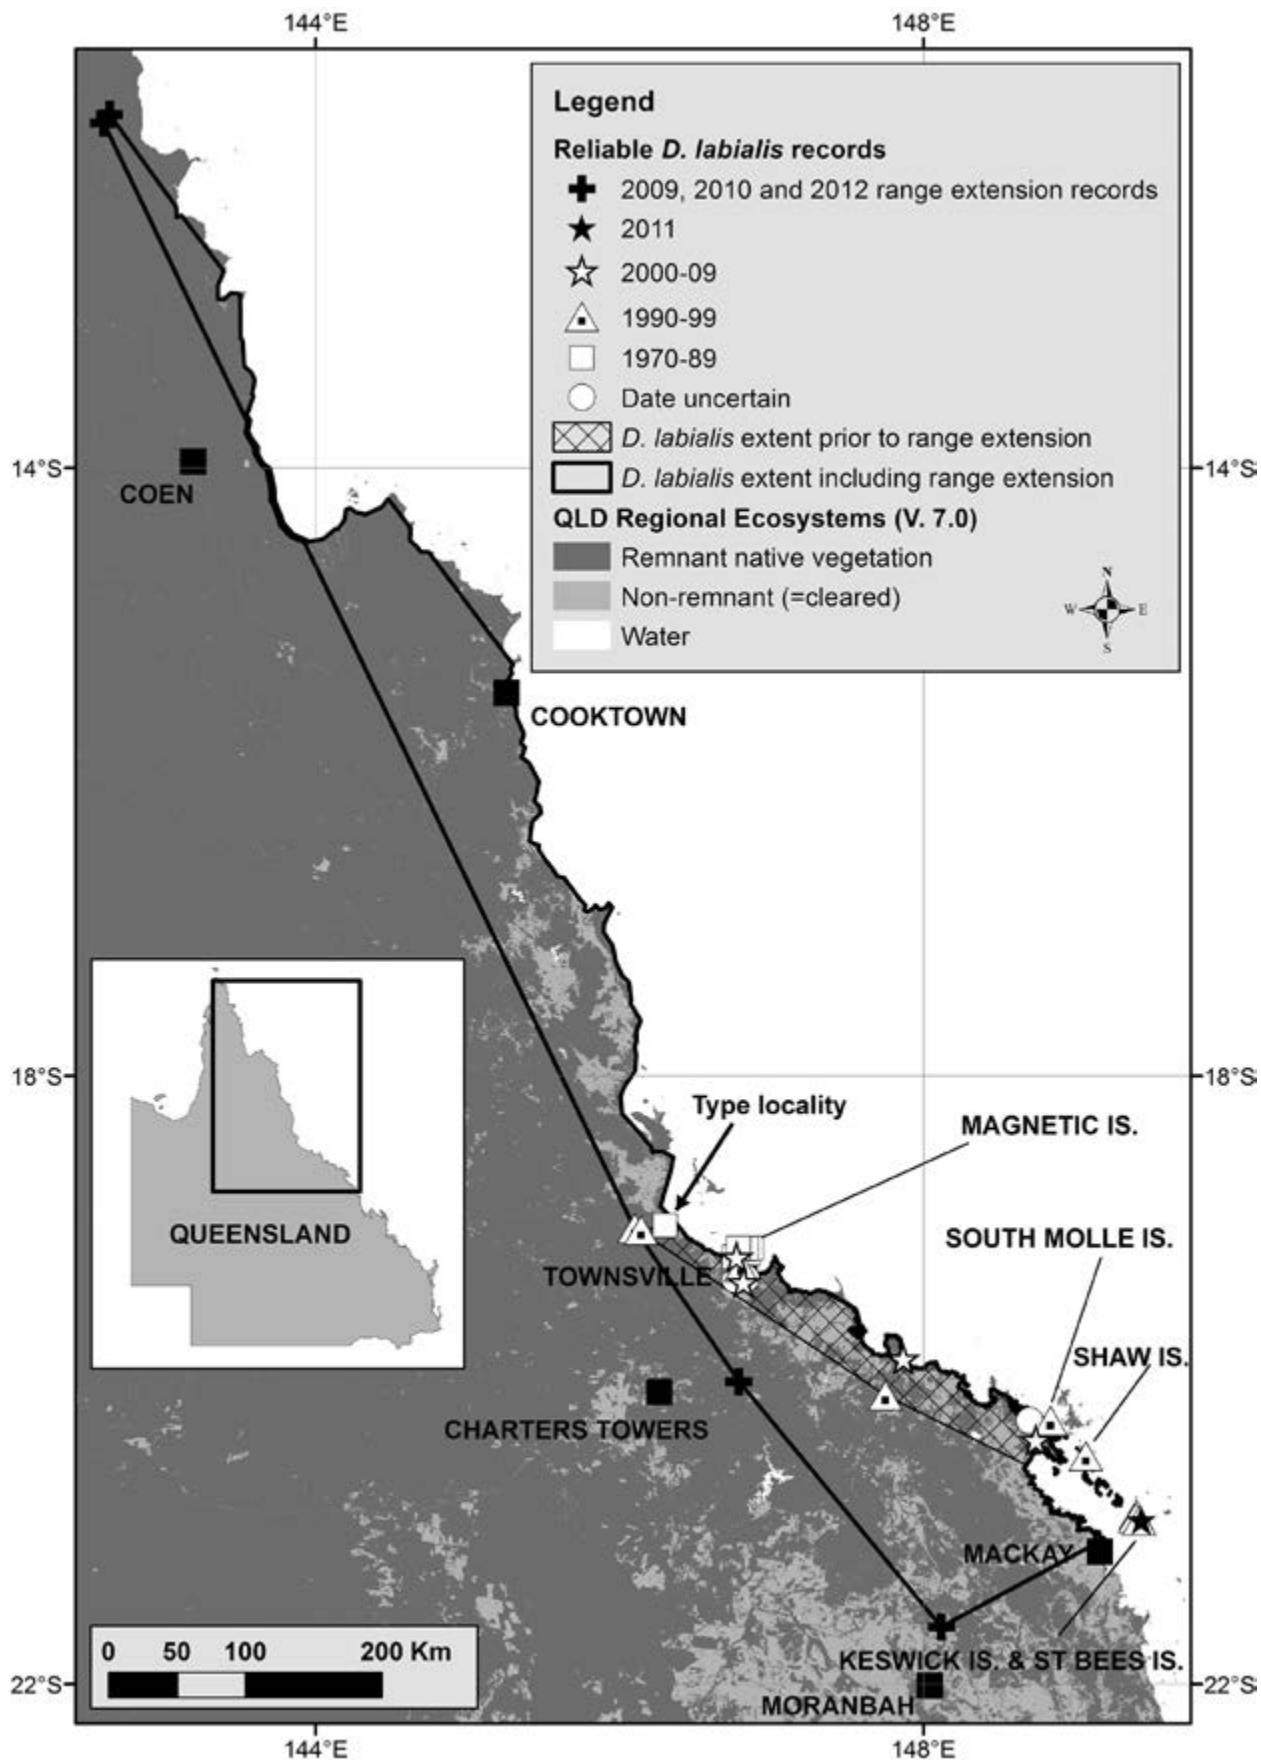 144°E
148°E
Legend
Reliable D. labialis records
2009, 2010 and 2012 range extension records
2011
2000-09
1990-99
1970-89
Date uncertain
D. labialis extent prior to range extension
D. labialis extent including range extension
QLD Regional Ecosystems (V. 7.0)
Remnant native vegetation
Non-remnant (=cleared)
Water
N
W
E
S
14°S
14°S
COEN
COOKTOWN
18°S
18°S
Type locality
MAGNETIC IS.
SOUTH MOLLE IS.
QUEENSLAND
TOWNSVILLE
SHAW IS.
CHARTERS TOWERS
MACKAY
KESWICK IS. & ST BEES IS.
0 50 100 200 Km
22°S
22°S
MORANBAH
144°E
148°E